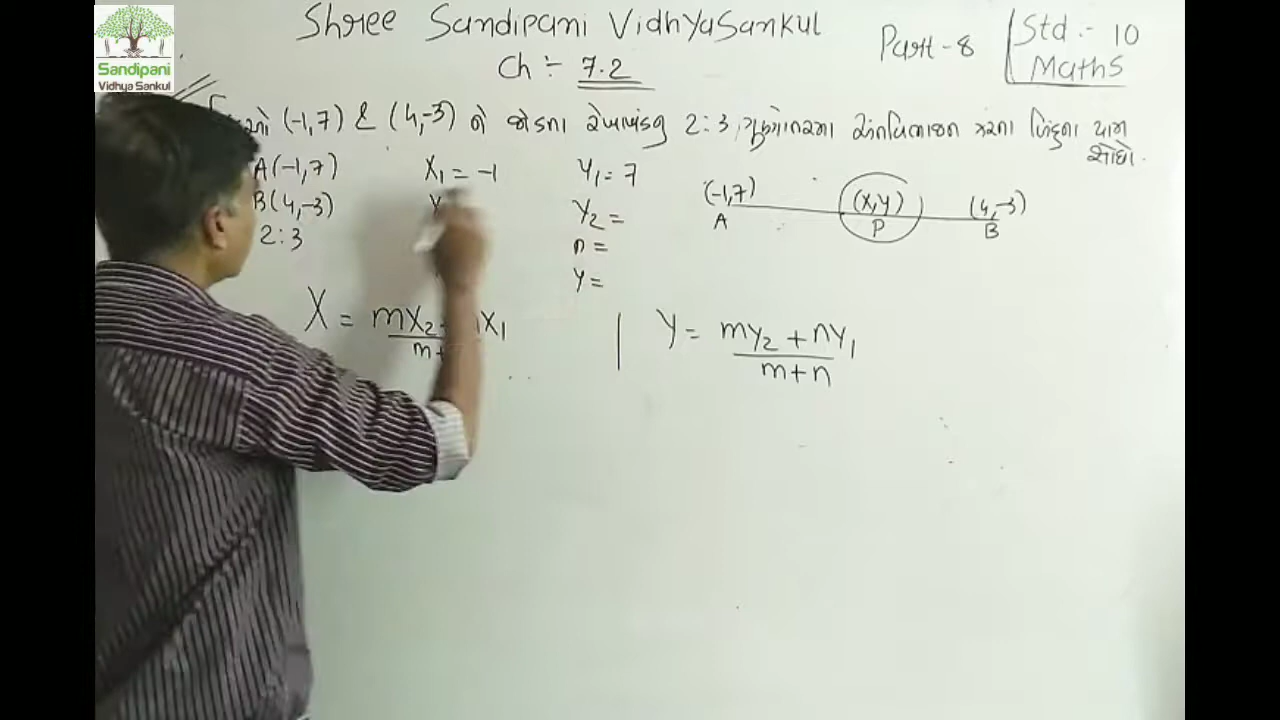 Sandipani
Vidhya Sankul
Shree Sandipani VidhyaSankul
Part-8
Std :- 10
Maths
Ch :- 7.2
(-1,7) & (4,-3) ને જોડતા રેખાખંડનું 2:3 ગુણોત્તરમાં અંતઃવિભાજન કરતા બિંદુના યામ
શોધો.
A(-1,7)
B(4,-3)
2:3
X₁ = -1
Y₁ = 7
Y₂ =
n =
Y =
(-1,7)
A
(X,Y)
P
(4,-3)
B
X = mX₂ X₁
m+
Y = my₂ + nY₁
m+n